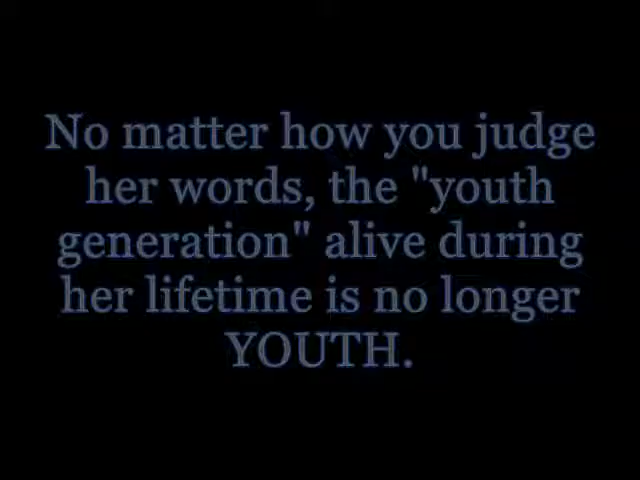 No matter how you judge
her words, the "youth
generation" alive during
her lifetime is no longer
YOUTH.